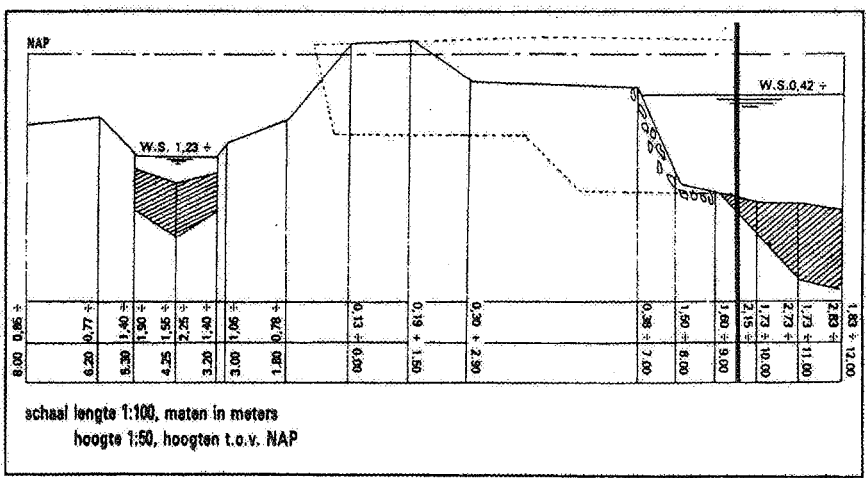 NAP
W.S.0,42 ÷
W.S. 1,23 ÷
8.00 0,86 ÷
6.20 0,77 ÷
5.30 1,40 ÷
1,90 ÷
4.25 1,55 ÷
2,25 ÷
3.20 1,40 ÷
3.00 1,05 ÷
1.80 0,78 ÷
0,13 ÷ 0.00
0,19 + 1.50
0,30 ÷ 2.90
0,38 ÷ 7.00
1,50 ÷ 8.00
1,60 ÷ 9.00
2,15 ÷
1,73 ÷ 10.00
2,73 ÷
1,73 ÷ 11.00
2,83 ÷
1,83 ÷ 12.00
schaal lengte 1:100, maten in meters
hoogte 1:50, hoogten t.o.v. NAP